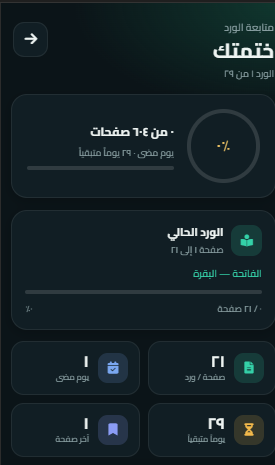 متابعة الورد
ختمتك
الورد ١ من ٢٩
٠٪
٠ من ٦٠٤ صفحات
١ يوم مضى · ٢٩ يوماً متبقياً
الورد الحالي
صفحة ١ إلى ٢١
الفاتحة — البقرة
٠ / ٢١ صفحة
٠٪
٢١
صفحة / ورد
١
يوم مضى
٢٩
يوماً متبقياً
١
آخر صفحة